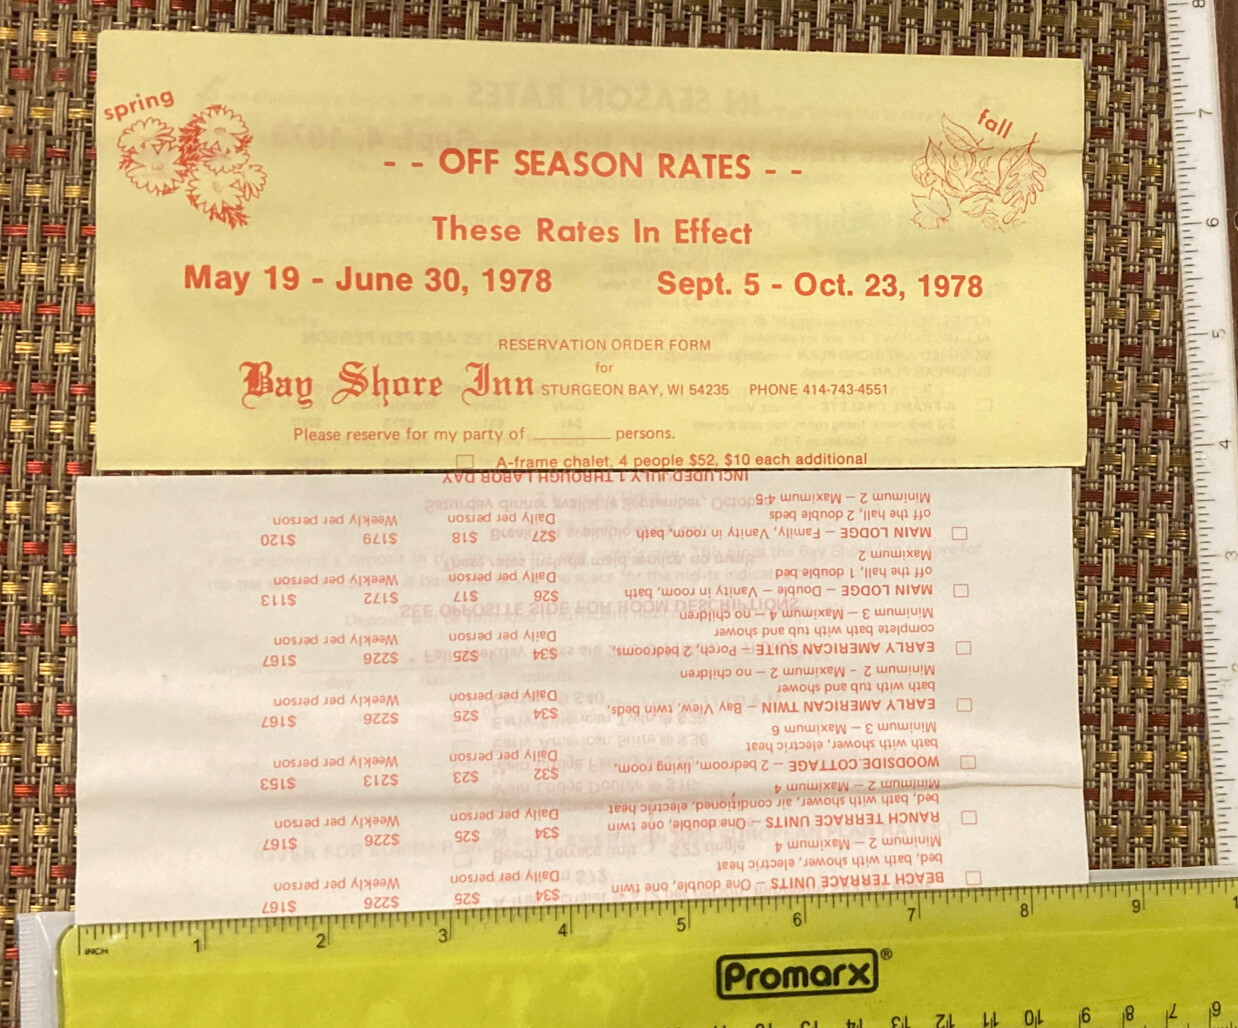 spring
fall
- - OFF SEASON RATES - -
These Rates In Effect
May 19 - June 30, 1978 Sept. 5 - Oct. 23, 1978
RESERVATION ORDER FORM
for
Bay Shore Inn STURGEON BAY, WI 54235 PHONE 414-743-4551
Please reserve for my party of ________ persons.
A-frame chalet, 4 people $52, $10 each additional
BEACH TERRACE UNITS – One double, one twin $34 $25 $226 $167
bed, bath with shower, electric heat Daily per person Weekly per person
Minimum 2 – Maximum 4
RANCH TERRACE UNITS – One double, one twin $34 $25 $226 $167
bed, bath with shower, air conditioned, electric heat Daily per person Weekly per person
Minimum 2 – Maximum 4
WOODSIDE COTTAGE – 2 bedroom, living room, $32 $23 $213 $153
bath with shower, electric heat Daily per person Weekly per person
Minimum 3 – Maximum 6
EARLY AMERICAN TWIN – Bay View, twin beds, $34 $25 $226 $167
bath with tub and shower Daily per person Weekly per person
Minimum 2 - Maximum 2 – no children
EARLY AMERICAN SUITE – Porch, 2 bedrooms, $34 $25 $226 $167
complete bath with tub and shower Daily per person Weekly per person
Minimum 3 – Maximum 4 – no children
MAIN LODGE – Double – Vanity in room, bath $26 $17 $172 $113
off the hall, 1 double bed Daily per person Weekly per person
Maximum 2
MAIN LODGE – Family, Vanity in room, bath $27 $18 $179 $120
off the hall, 2 double beds Daily per person Weekly per person
Minimum 2 – Maximum 4-5
INCLUDED JULY 1 THROUGH LABOR DAY
INCH 1 2 3 4 5 6 7 8 9
Promarx®